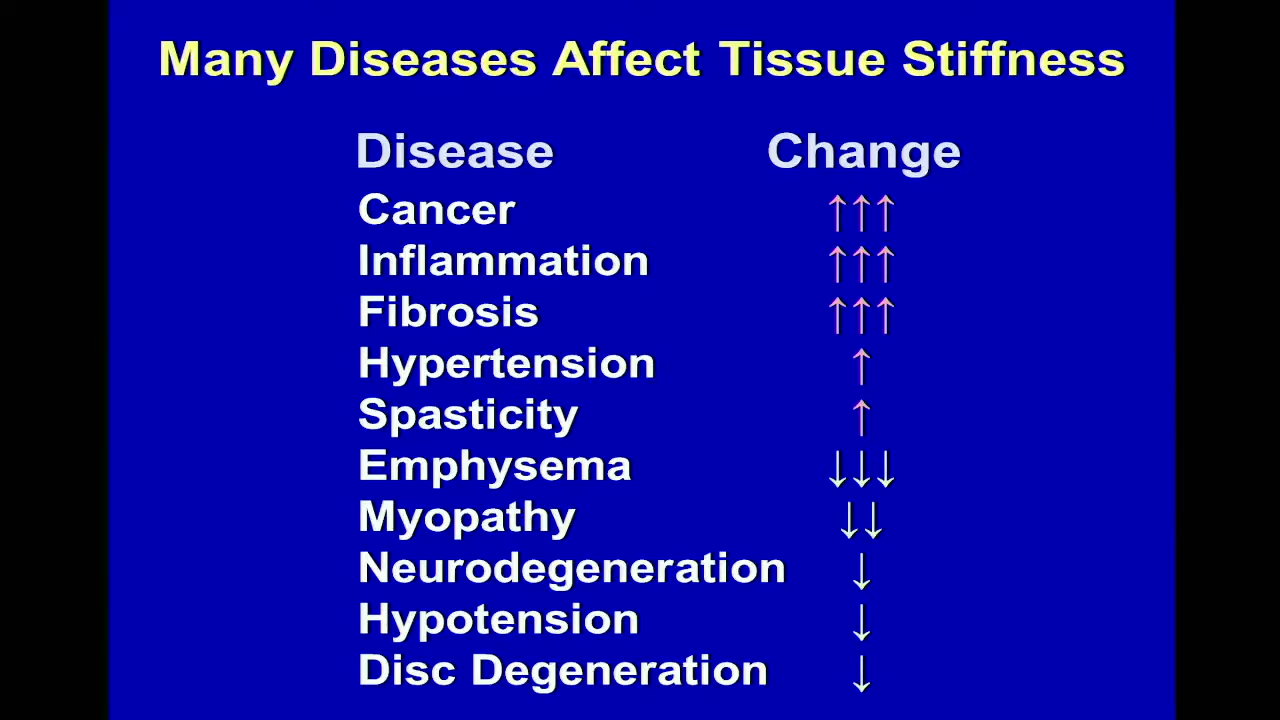 Many Diseases Affect Tissue Stiffness
Disease Change
Cancer ↑↑↑
Inflammation ↑↑↑
Fibrosis ↑↑↑
Hypertension ↑
Spasticity ↑
Emphysema ↓↓↓
Myopathy ↓↓
Neurodegeneration ↓
Hypotension ↓
Disc Degeneration ↓